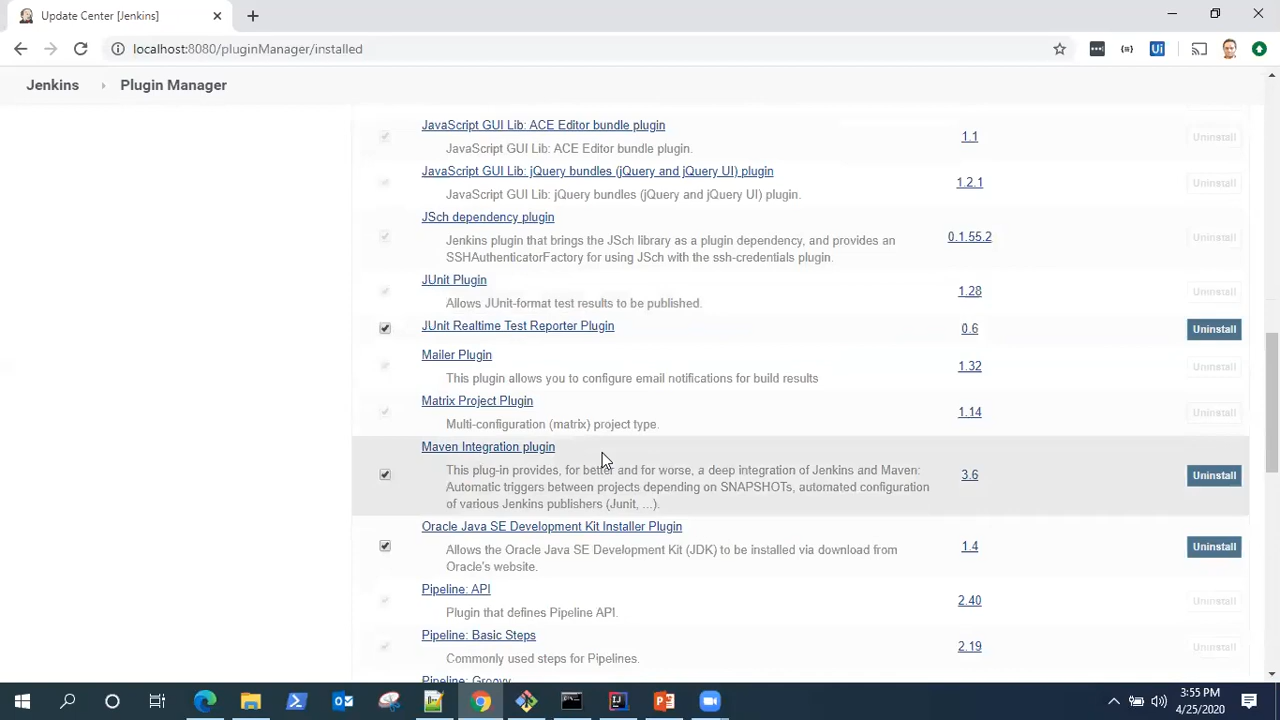 Update Center [Jenkins]
localhost:8080/pluginManager/installed
Ui
Jenkins
Plugin Manager
JavaScript GUI Lib: ACE Editor bundle plugin
JavaScript GUI Lib: ACE Editor bundle plugin.
1.1
Uninstall
JavaScript GUI Lib: jQuery bundles (jQuery and jQuery UI) plugin
JavaScript GUI Lib: jQuery bundles (jQuery and jQuery UI) plugin.
1.2.1
Uninstall
JSch dependency plugin
Jenkins plugin that brings the JSch library as a plugin dependency, and provides an
SSHAuthenticatorFactory for using JSch with the ssh-credentials plugin.
0.1.55.2
Uninstall
JUnit Plugin
Allows JUnit-format test results to be published.
1.28
Uninstall
JUnit Realtime Test Reporter Plugin
0.6
Uninstall
Mailer Plugin
This plugin allows you to configure email notifications for build results
1.32
Uninstall
Matrix Project Plugin
Multi-configuration (matrix) project type.
1.14
Uninstall
Maven Integration plugin
This plug-in provides, for better and for worse, a deep integration of Jenkins and Maven:
Automatic triggers between projects depending on SNAPSHOTs, automated configuration
of various Jenkins publishers (Junit, ...).
3.6
Uninstall
Oracle Java SE Development Kit Installer Plugin
Allows the Oracle Java SE Development Kit (JDK) to be installed via download from
Oracle's website.
1.4
Uninstall
Pipeline: API
Plugin that defines Pipeline API.
2.40
Uninstall
Pipeline: Basic Steps
Commonly used steps for Pipelines.
2.19
Uninstall
Pipeline: Groovy
3:55 PM
4/25/2020